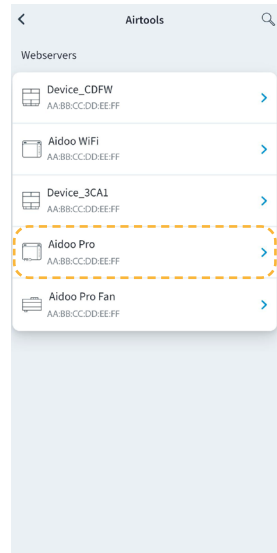 Airtools
Webservers
Device_CDFW
AA:BB:CC:DD:EE:FF
Aidoo WiFi
AA:BB:CC:DD:EE:FF
Device_3CA1
AA:BB:CC:DD:EE:FF
Aidoo Pro
AA:BB:CC:DD:EE:FF
Aidoo Pro Fan
AA:BB:CC:DD:EE:FF